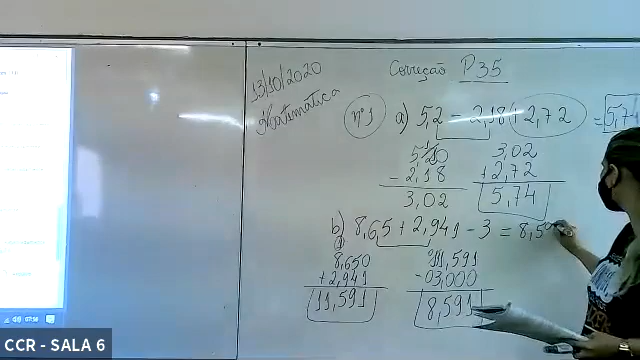 13/10/2020
Matemática
Correção P35
nº1
a) 5,2 - 2,18 + 2,72 = 5,74
5,20
- 2,18
3,02
3,02
+ 2,72
5,74
b) 8,65 + 2,941 - 3 = 8,5
8,650
+ 2,941
11,591
11,591
- 03,000
8,591
CCR - SALA 6